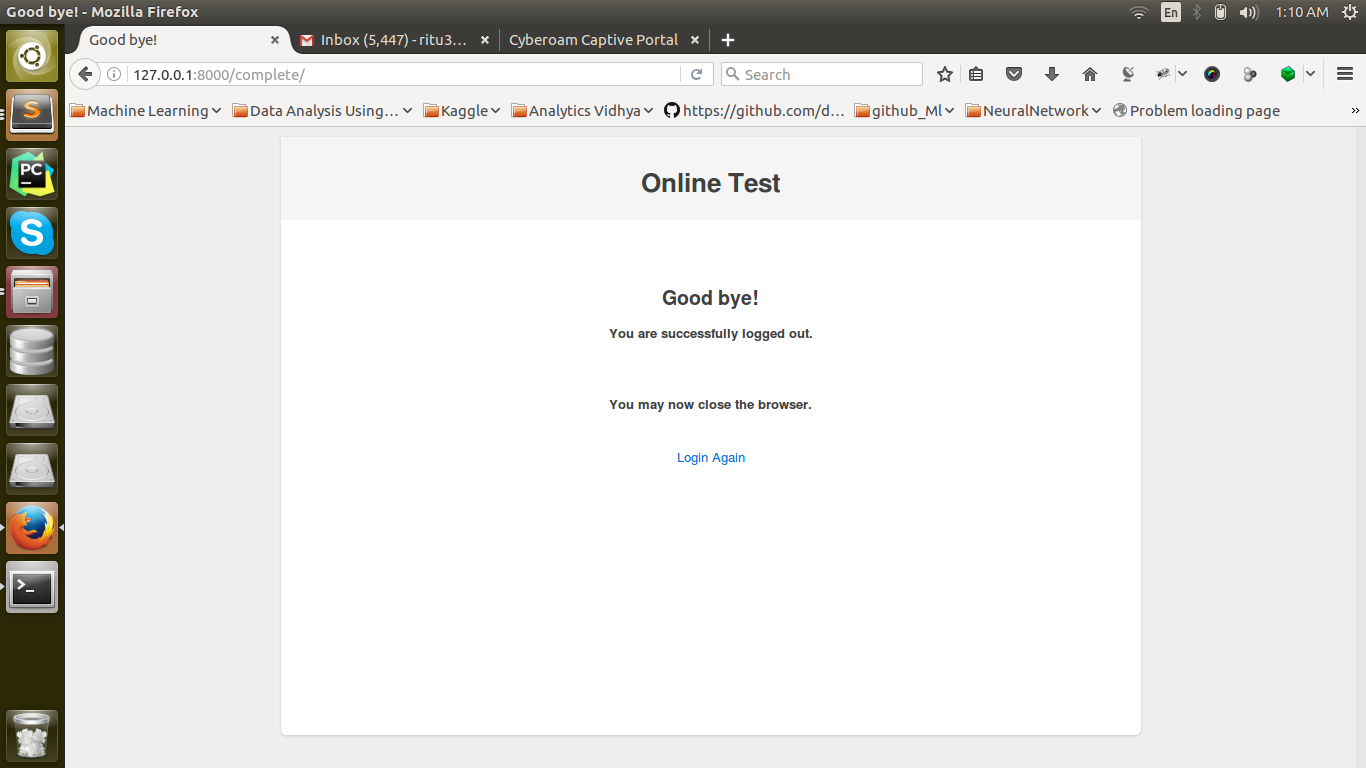 Good bye! - Mozilla Firefox
En
1:10 AM
Good bye!
Inbox (5,447) - ritu3...
Cyberoam Captive Portal
127.0.0.1:8000/complete/
Search
Machine Learning
Data Analysis Using...
Kaggle
Analytics Vidhya
https://github.com/d...
github_Ml
NeuralNetwork
Problem loading page
S
PC
S
Online Test
Good bye!
You are successfully logged out.
You may now close the browser.
Login Again